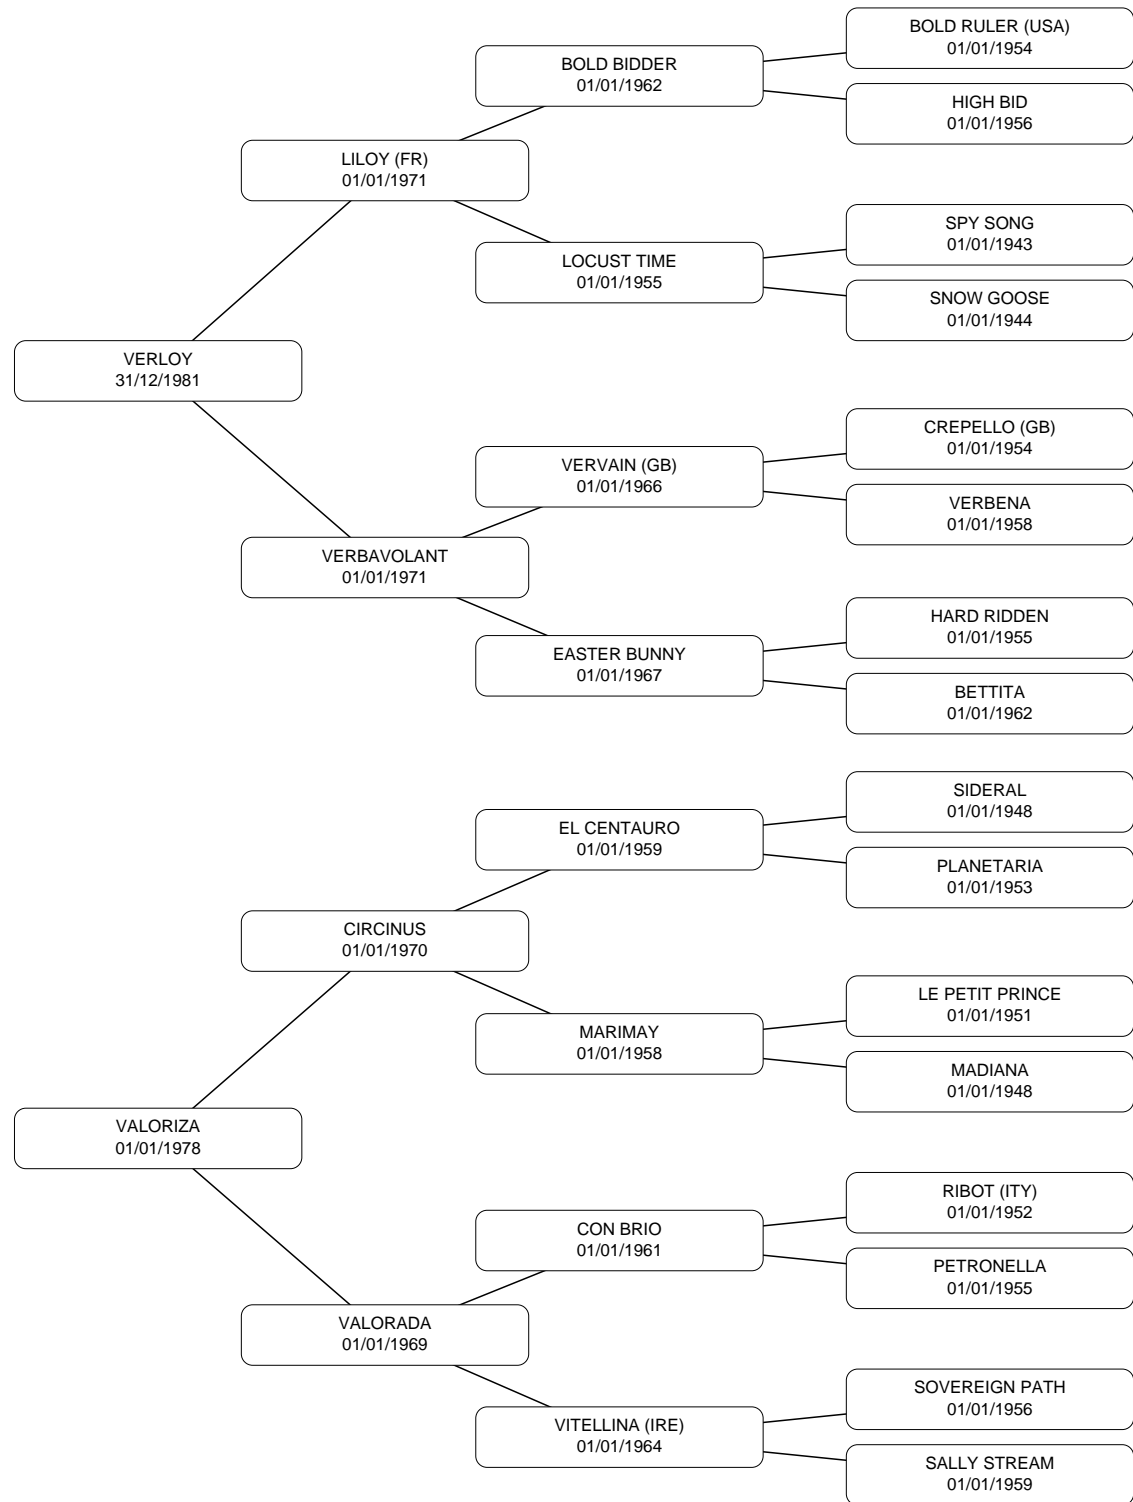 BOLD RULER (USA)
01/01/1954
BOLD BIDDER
01/01/1962
HIGH BID
01/01/1956
LILOY (FR)
01/01/1971
SPY SONG
01/01/1943
LOCUST TIME
01/01/1955
SNOW GOOSE
01/01/1944
VERLOY
31/12/1981
CREPELLO (GB)
01/01/1954
VERVAIN (GB)
01/01/1966
VERBENA
01/01/1958
VERBAVOLANT
01/01/1971
HARD RIDDEN
01/01/1955
EASTER BUNNY
01/01/1967
BETTITA
01/01/1962
SIDERAL
01/01/1948
EL CENTAURO
01/01/1959
PLANETARIA
01/01/1953
CIRCINUS
01/01/1970
LE PETIT PRINCE
01/01/1951
MARIMAY
01/01/1958
MADIANA
01/01/1948
VALORIZA
01/01/1978
RIBOT (ITY)
01/01/1952
CON BRIO
01/01/1961
PETRONELLA
01/01/1955
VALORADA
01/01/1969
SOVEREIGN PATH
01/01/1956
VITELLINA (IRE)
01/01/1964
SALLY STREAM
01/01/1959